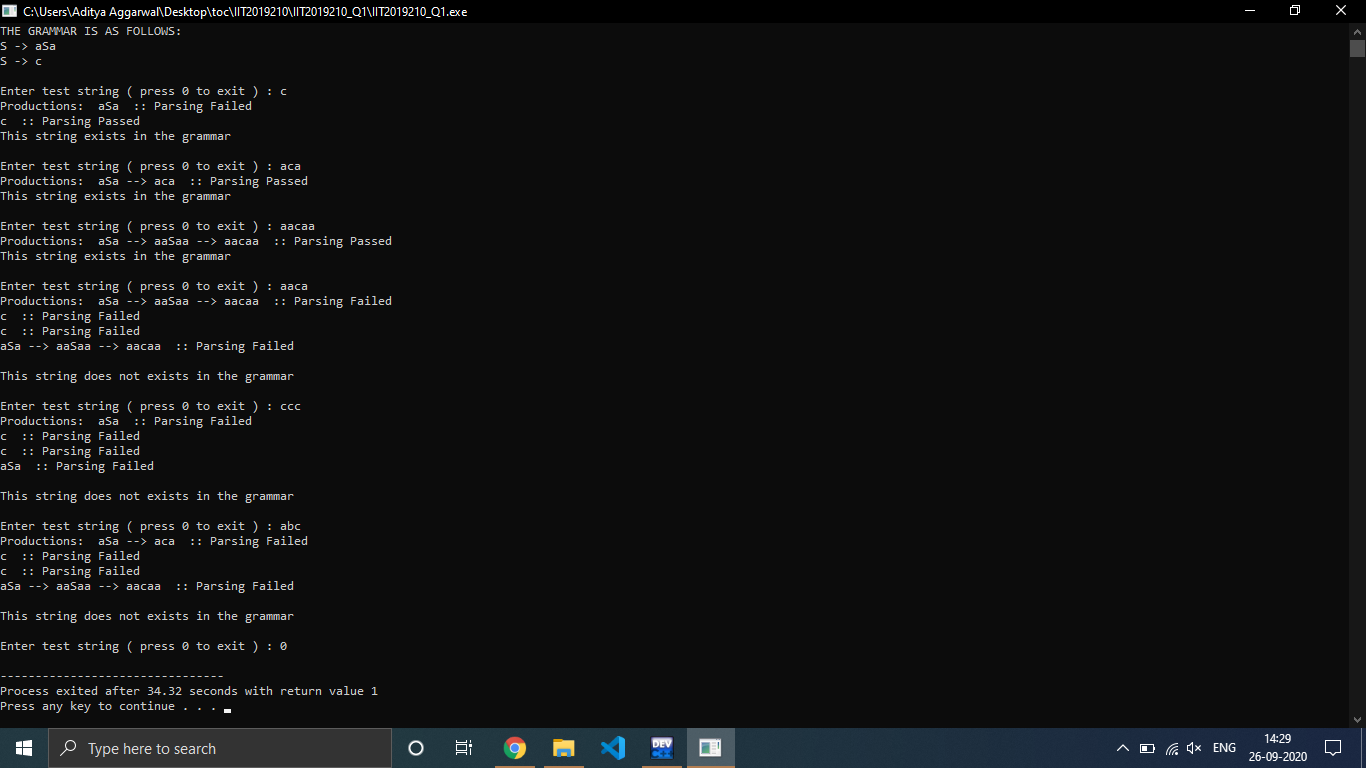 C:\Users\Aditya Aggarwal\Desktop\toc\IIT2019210\IIT2019210_Q1\IIT2019210_Q1.exe
THE GRAMMAR IS AS FOLLOWS:
S -> aSa
S -> c
Enter test string ( press 0 to exit ) : c
Productions:  aSa  :: Parsing Failed
c  :: Parsing Passed
This string exists in the grammar
Enter test string ( press 0 to exit ) : aca
Productions:  aSa --> aca  :: Parsing Passed
This string exists in the grammar
Enter test string ( press 0 to exit ) : aacaa
Productions:  aSa --> aaSaa --> aacaa  :: Parsing Passed
This string exists in the grammar
Enter test string ( press 0 to exit ) : aaca
Productions:  aSa --> aaSaa --> aacaa  :: Parsing Failed
c  :: Parsing Failed
c  :: Parsing Failed
aSa --> aaSaa --> aacaa  :: Parsing Failed
This string does not exists in the grammar
Enter test string ( press 0 to exit ) : ccc
Productions:  aSa  :: Parsing Failed
c  :: Parsing Failed
c  :: Parsing Failed
aSa  :: Parsing Failed
This string does not exists in the grammar
Enter test string ( press 0 to exit ) : abc
Productions:  aSa --> aca  :: Parsing Failed
c  :: Parsing Failed
c  :: Parsing Failed
aSa --> aaSaa --> aacaa  :: Parsing Failed
This string does not exists in the grammar
Enter test string ( press 0 to exit ) : 0
--------------------------------
Process exited after 34.32 seconds with return value 1
Press any key to continue . . .
Type here to search
DEV
ENG
14:29
26-09-2020